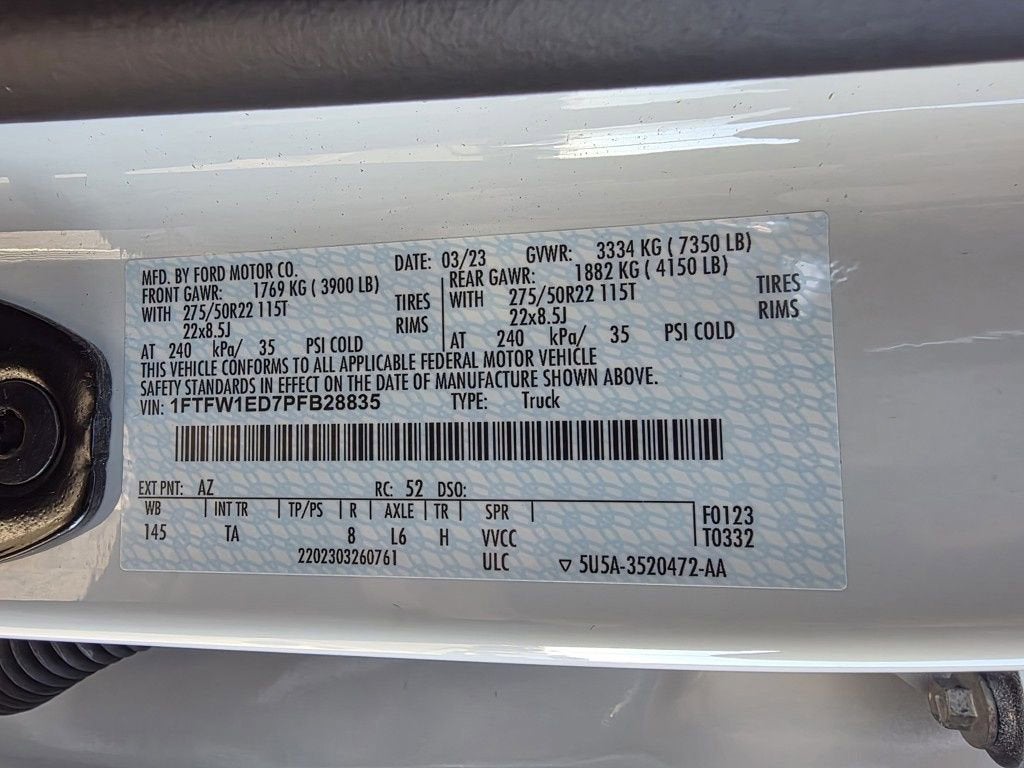 MFD. BY FORD MOTOR CO. DATE: 03/23 GVWR: 3334 KG ( 7350 LB)
FRONT GAWR: 1769 KG ( 3900 LB) REAR GAWR: 1882 KG ( 4150 LB)
WITH 275/50R22 115T TIRES WITH 275/50R22 115T TIRES
22x8.5J RIMS 22x8.5J RIMS
AT 240 kPa/ 35 PSI COLD AT 240 kPa/ 35 PSI COLD
THIS VEHICLE CONFORMS TO ALL APPLICABLE FEDERAL MOTOR VEHICLE
SAFETY STANDARDS IN EFFECT ON THE DATE OF MANUFACTURE SHOWN ABOVE.
VIN: 1FTFW1ED7PFB28835 TYPE: Truck
EXT PNT: AZ RC: 52 DSO:
WB INT TR TP/PS R AXLE TR SPR F0123
145 TA 8 L6 H VVCC T0332
2202303260761 ULC ▽ 5U5A-3520472-AA